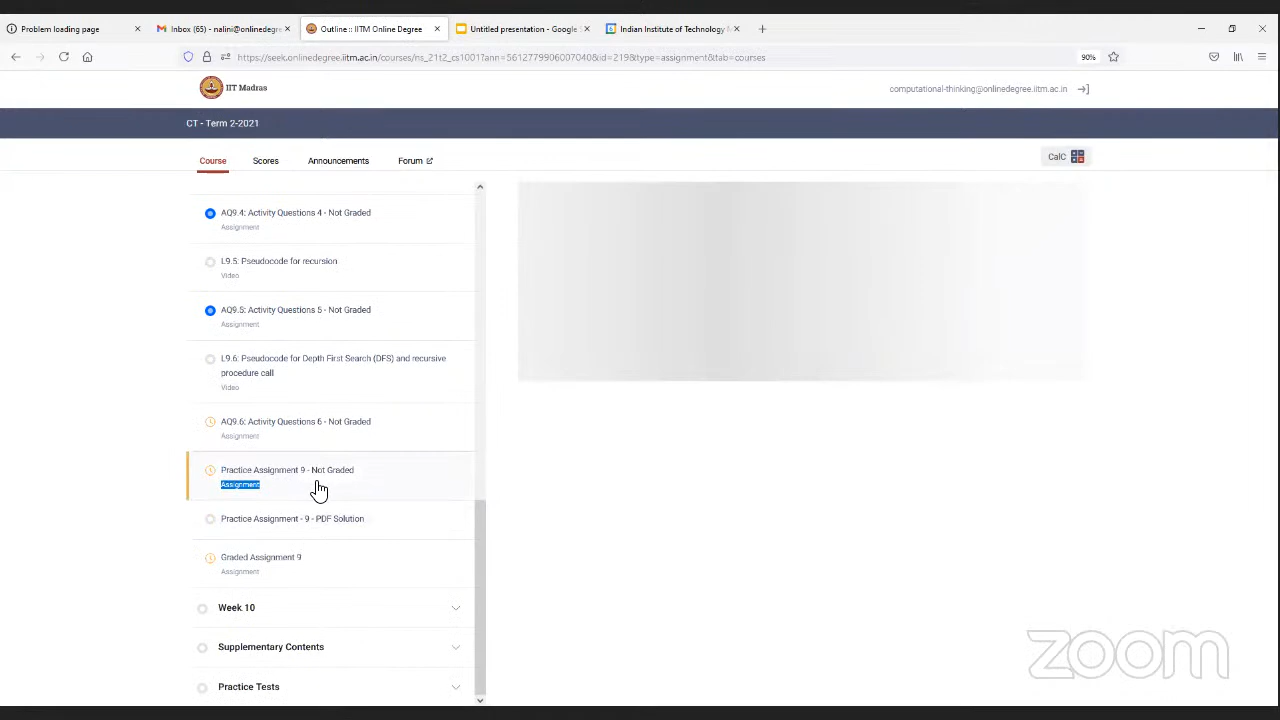 Problem loading page
Inbox (65) - nalini@onlinedegre
Outline :: IITM Online Degree
Untitled presentation - Google
Indian Institute of Technology M
https://seek.onlinedegree.iitm.ac.in/courses/ns_21t2_cs1001?ann=5612779906007040&id=219&type=assignment&tab=courses
90%
IIT Madras
computational-thinking@onlinedegree.iitm.ac.in
CT - Term 2-2021
Course
Scores
Announcements
Forum
CalC
AQ9.4: Activity Questions 4 - Not Graded
Assignment
L9.5: Pseudocode for recursion
Video
AQ9.5: Activity Questions 5 - Not Graded
Assignment
L9.6: Pseudocode for Depth First Search (DFS) and recursive
procedure call
Video
AQ9.6: Activity Questions 6 - Not Graded
Assignment
Practice Assignment 9 - Not Graded
Assignment
Practice Assignment - 9 - PDF Solution
Graded Assignment 9
Assignment
Week 10
Supplementary Contents
Practice Tests
zoom